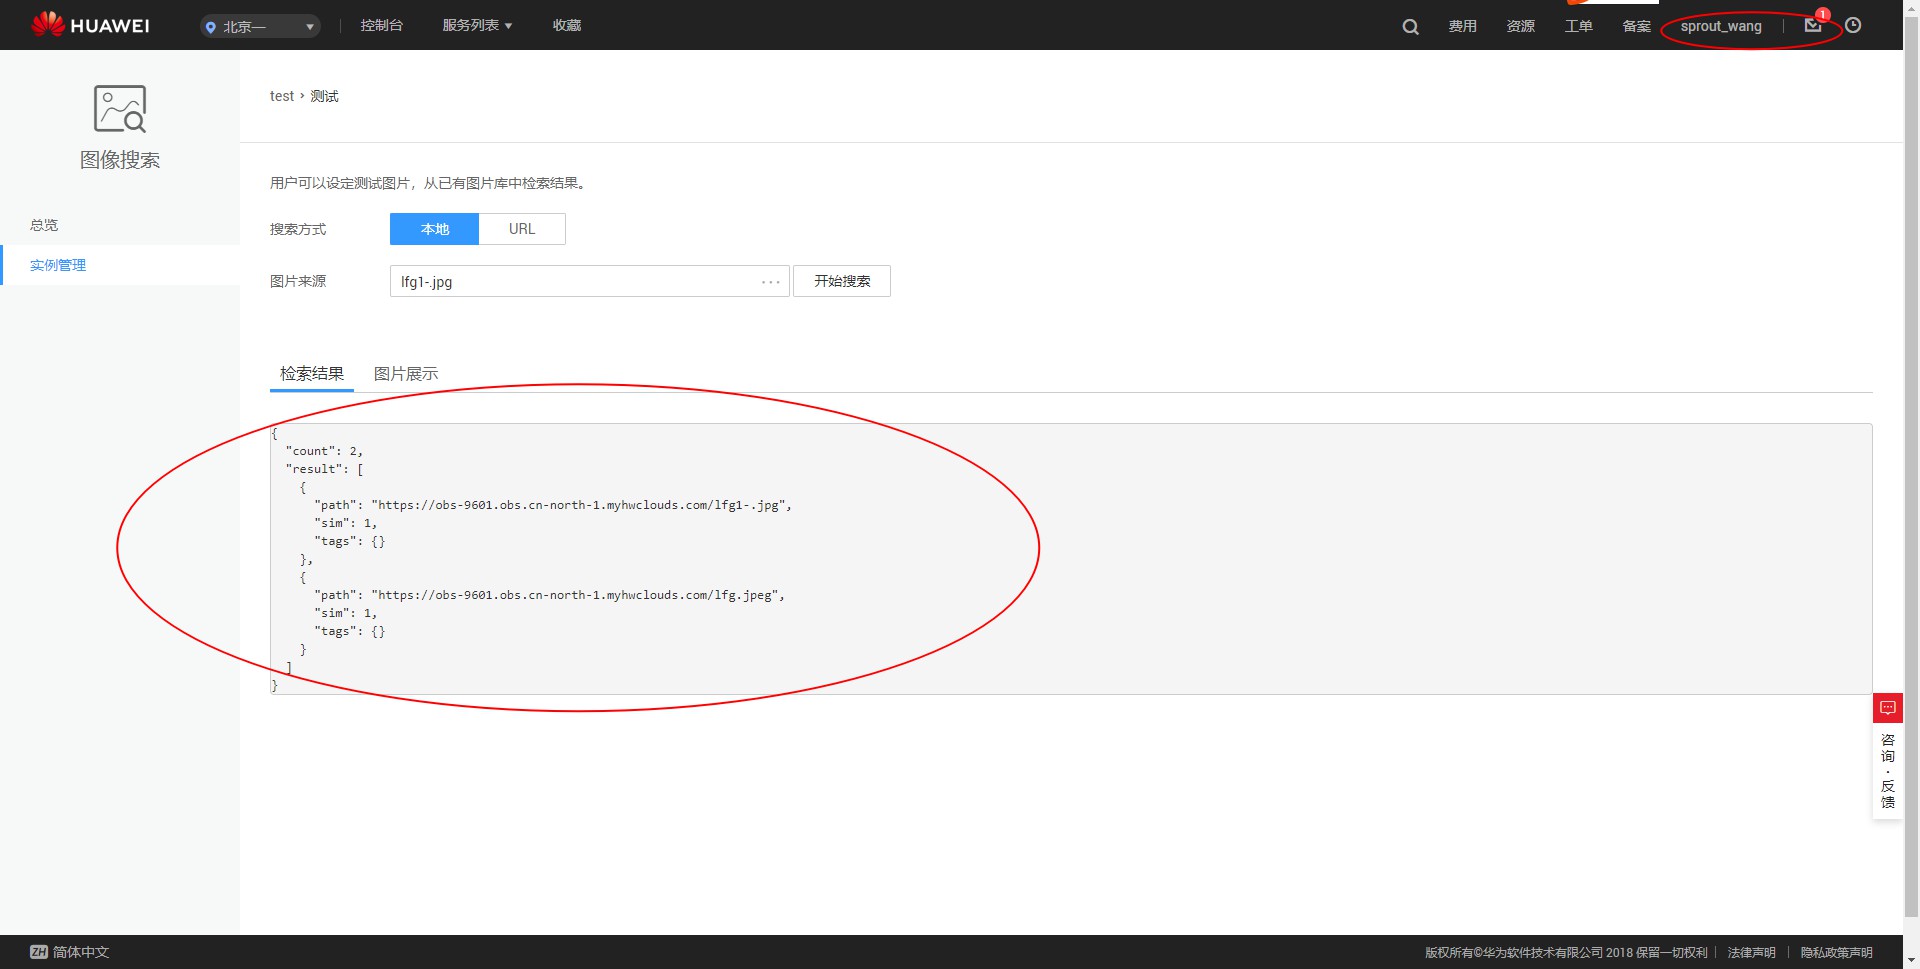 HUAWEI 北京一 控制台 服务列表 收藏 费用 资源 工单 备案 sprout_wang 1
图像搜索
总览
实例管理
test › 测试
用户可以设定测试图片，从已有图片库中检索结果。
搜索方式 本地 URL
图片来源 lfg1-.jpg ... 开始搜索
检索结果 图片展示
{
"count": 2,
"result": [
{
"path": "https://obs-9601.obs.cn-north-1.myhwclouds.com/lfg1-.jpg",
"sim": 1,
"tags": {}
},
{
"path": "https://obs-9601.obs.cn-north-1.myhwclouds.com/lfg.jpeg",
"sim": 1,
"tags": {}
}
]
}
咨询·反馈
ZH 简体中文 版权所有©华为软件技术有限公司 2018 保留一切权利 | 法律声明 | 隐私政策声明